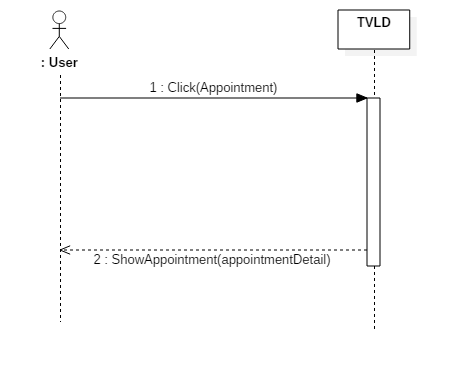 TVLD
: User
1 : Click(Appointment)
2 : ShowAppointment(appointmentDetail)